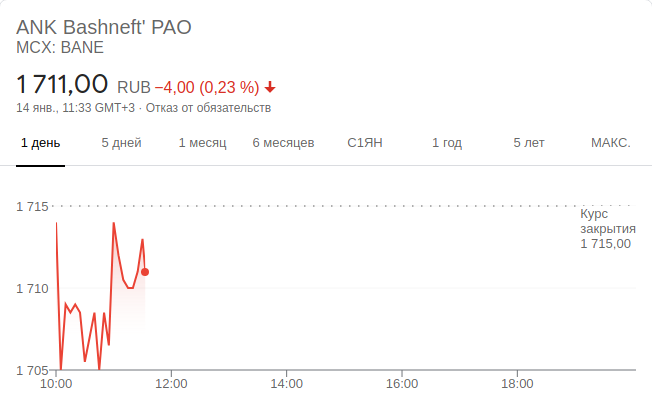 ANK Bashneft' PAO
MCX: BANE
1 711,00 RUB −4,00 (0,23 %)
14 янв., 11:33 GMT+3 · Отказ от обязательств
1 день 5 дней 1 месяц 6 месяцев С1ЯН 1 год 5 лет МАКС.
1 715
Курс
закрытия
1 715,00
1 710
1 705
10:00 12:00 14:00 16:00 18:00